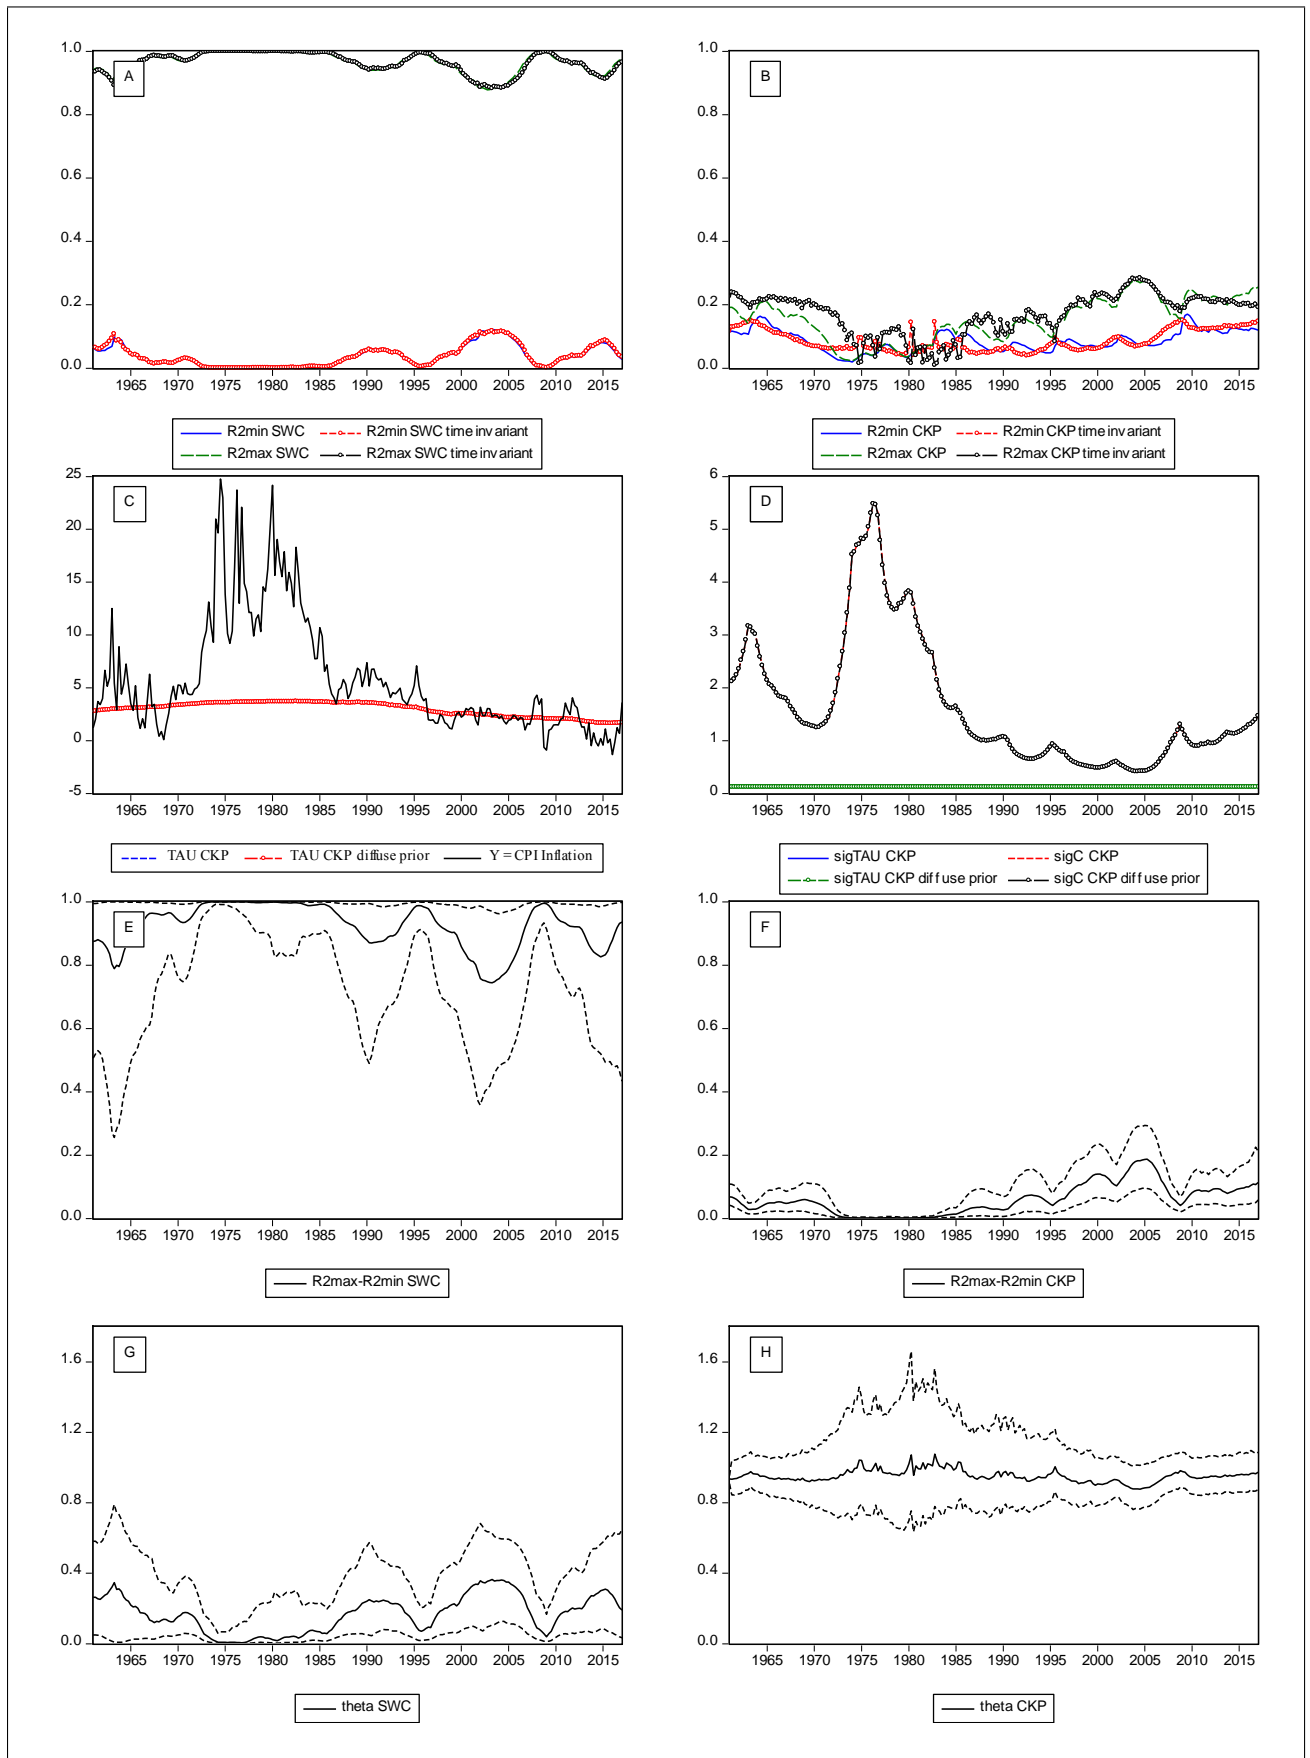 A
1.0
0.8
0.6
0.4
0.2
0.0
1965 1970 1975 1980 1985 1990 1995 2000 2005 2010 2015
R2min SWC R2min SWC time invariant
R2max SWC R2max SWC time invariant
B
1.0
0.8
0.6
0.4
0.2
0.0
1965 1970 1975 1980 1985 1990 1995 2000 2005 2010 2015
R2min CKP R2min CKP time invariant
R2max CKP R2max CKP time invariant
C
25
20
15
10
5
0
-5
1965 1970 1975 1980 1985 1990 1995 2000 2005 2010 2015
TAU CKP TAU CKP diffuse prior Y = CPI Inflation
D
6
5
4
3
2
1
0
1965 1970 1975 1980 1985 1990 1995 2000 2005 2010 2015
sigTAU CKP sigC CKP
sigTAU CKP diffuse prior sigC CKP diffuse prior
E
1.0
0.8
0.6
0.4
0.2
0.0
1965 1970 1975 1980 1985 1990 1995 2000 2005 2010 2015
R2max-R2min SWC
F
1.0
0.8
0.6
0.4
0.2
0.0
1965 1970 1975 1980 1985 1990 1995 2000 2005 2010 2015
R2max-R2min CKP
G
1.6
1.2
0.8
0.4
0.0
1965 1970 1975 1980 1985 1990 1995 2000 2005 2010 2015
theta SWC
H
1.6
1.2
0.8
0.4
0.0
1965 1970 1975 1980 1985 1990 1995 2000 2005 2010 2015
theta CKP